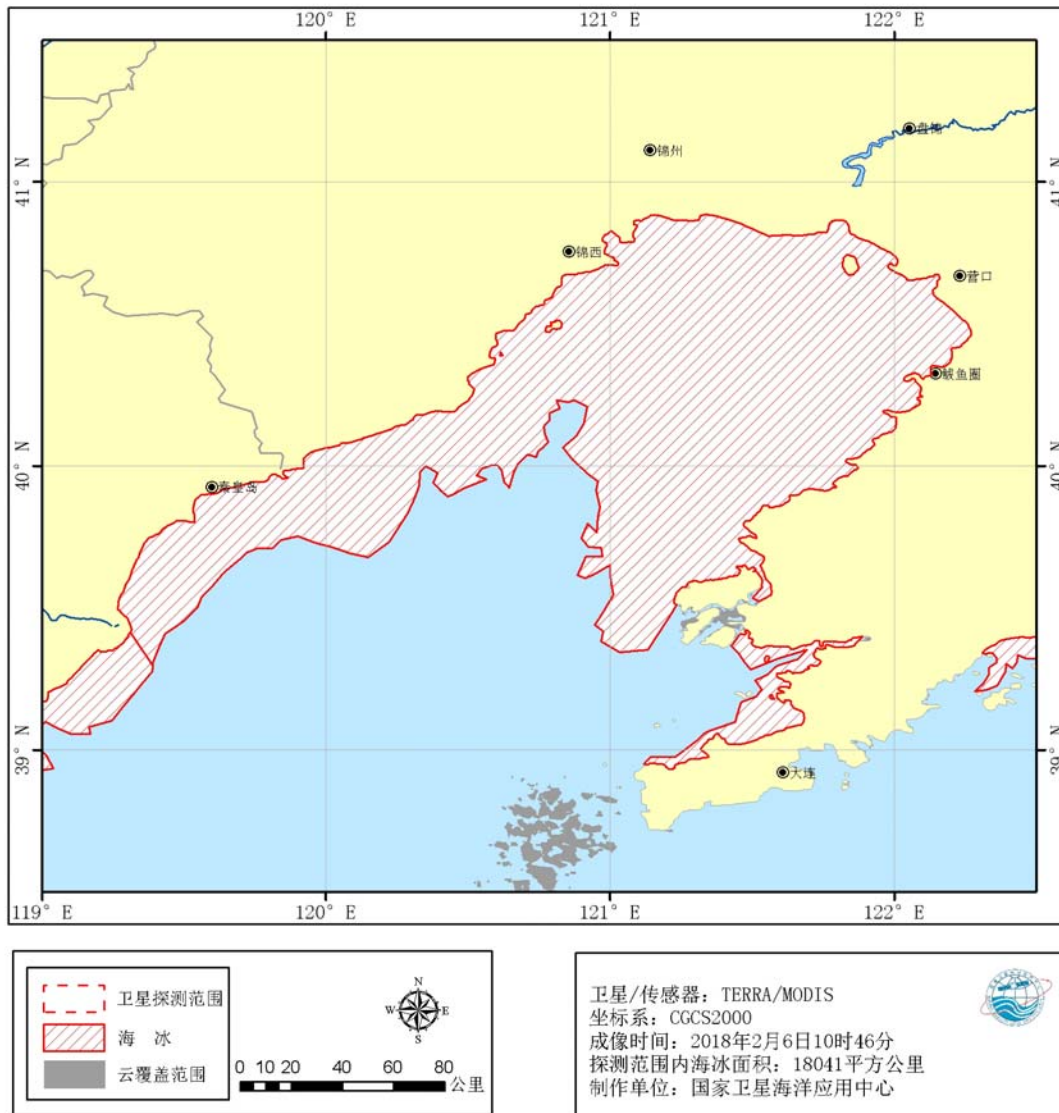 120° E 121° E 122° E
41° N 41° N
盘锦
锦州
锦西
营口
鲅鱼圈
40° N 40° N
秦皇岛
39° N 39° N
大连
119° E 120° E 121° E 122° E
卫星探测范围
海 冰
云覆盖范围
N
W E
S
0 10 20 40 60 80
公里
卫星/传感器: TERRA/MODIS
坐标系: CGCS2000
成像时间: 2018年2月6日10时46分
探测范围内海冰面积: 18041平方公里
制作单位: 国家卫星海洋应用中心